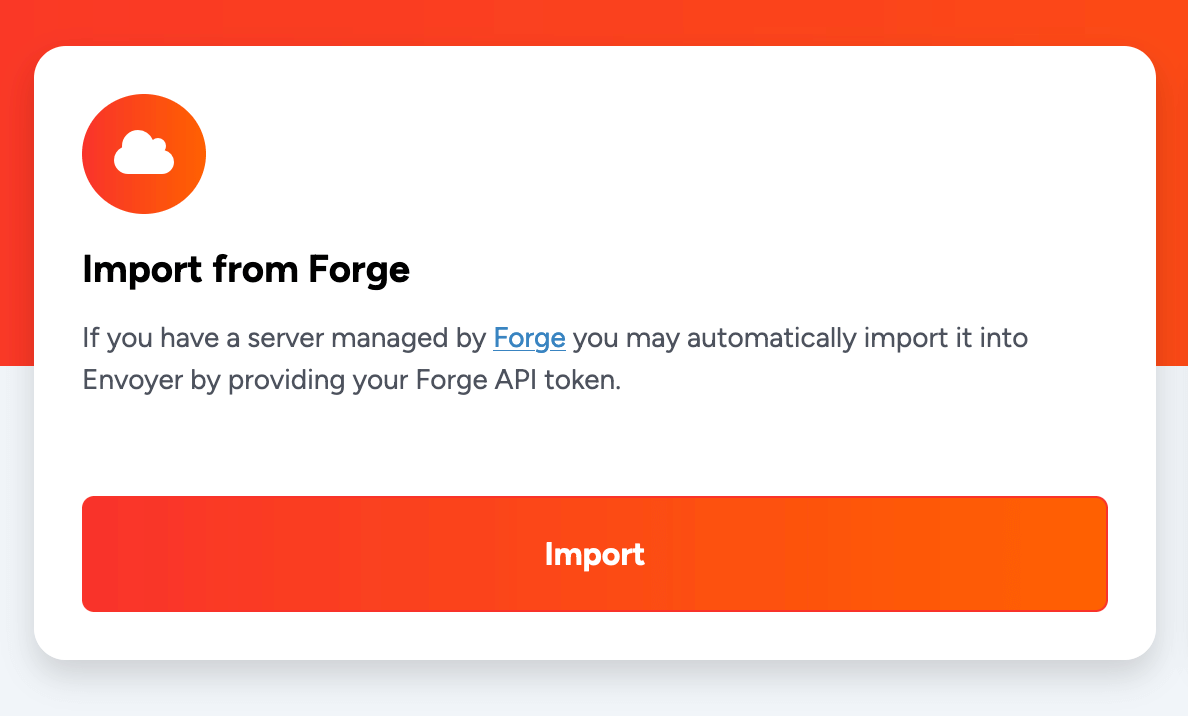 Import from Forge
If you have a server managed by Forge you may automatically import it into
Envoyer by providing your Forge API token.
Import